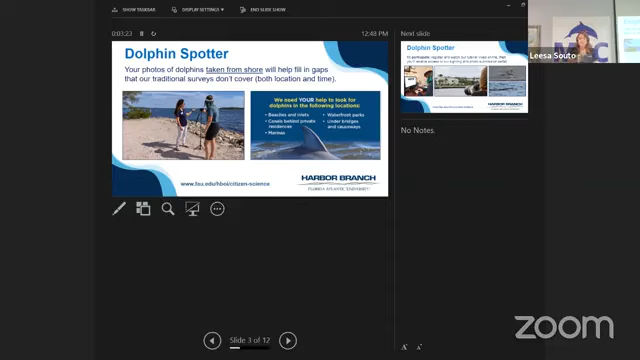 SHOW TASKBAR
DISPLAY SETTINGS ▾
END SLIDE SHOW
0:03:23
12:48 PM
Dolphin Spotter
Your photos of dolphins taken from shore will help fill in gaps
that our traditional surveys don't cover (both location and time).
We need YOUR help to look for
dolphins in the following locations:
• Beaches and inlets
• Canals behind private
residences
• Marinas
• Waterfront parks
• Under bridges
and causeways
www.fau.edu/hboi/citizen-science
HARBOR BRANCH
FLORIDA ATLANTIC UNIVERSITY
Slide 3 of 12
Next slide
Dolphin Spotter
HARBOR BRANCH
No Notes.
Leesa Souto
zoom